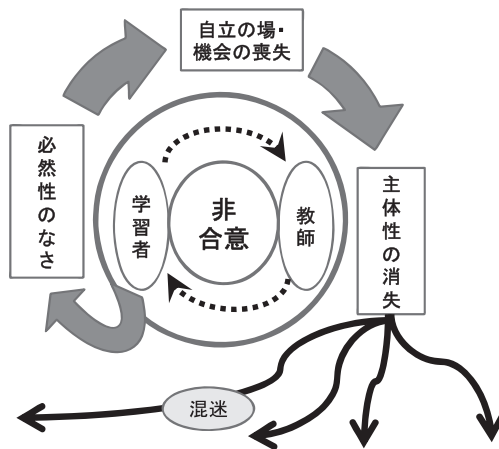 自立の場・
機会の喪失
必然性のなさ
学習者
非
合意
教師
主体性の消失
混迷